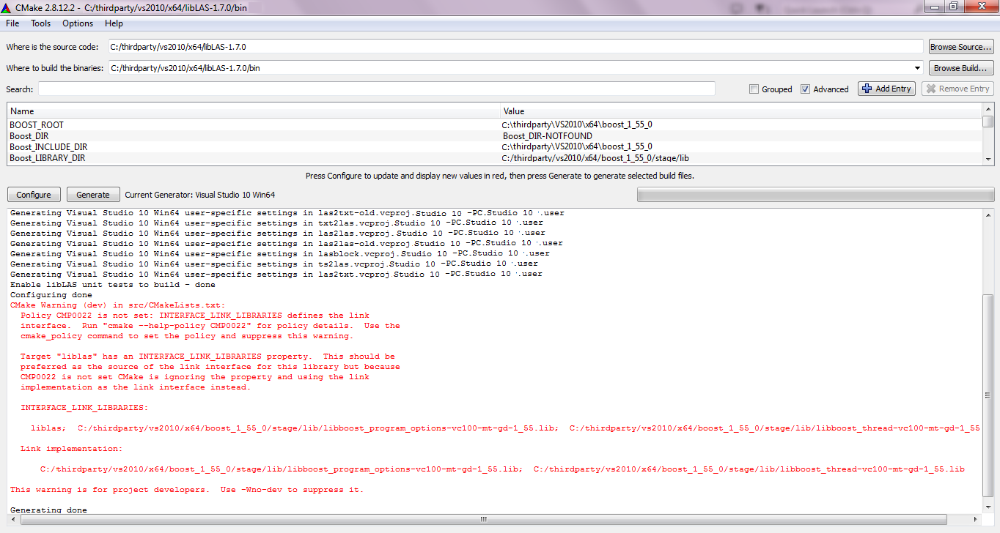 CMake 2.8.12.2 - C:/thirdparty/vs2010/x64/libLAS-1.7.0/bin
File Tools Options Help
Where is the source code: C:/thirdparty/vs2010/x64/libLAS-1.7.0 Browse Source...
Where to build the binaries: C:/thirdparty/vs2010/x64/libLAS-1.7.0/bin Browse Build...
Search: Grouped Advanced Add Entry Remove Entry
Name Value
BOOST_ROOT C:\thirdparty\VS2010\x64\boost_1_55_0
Boost_DIR Boost_DIR-NOTFOUND
Boost_INCLUDE_DIR C:\thirdparty\VS2010\x64\boost_1_55_0
Boost_LIBRARY_DIR C:/thirdparty/vs2010/x64/boost_1_55_0/stage/lib
Press Configure to update and display new values in red, then press Generate to generate selected build files.
Configure Generate Current Generator: Visual Studio 10 Win64
Generating Visual Studio 10 Win64 user-specific settings in las2txt-old.vcproj.Studio 10 -PC.Studio 10 .user
Generating Visual Studio 10 Win64 user-specific settings in txt2las.vcproj.Studio 10 -PC.Studio 10 .user
Generating Visual Studio 10 Win64 user-specific settings in las2las.vcproj.Studio 10 -PC.Studio 10 .user
Generating Visual Studio 10 Win64 user-specific settings in las2las-old.vcproj.Studio 10 -PC.Studio 10 .user
Generating Visual Studio 10 Win64 user-specific settings in lasblock.vcproj.Studio 10 -PC.Studio 10 .user
Generating Visual Studio 10 Win64 user-specific settings in ts2las.vcproj.Studio 10 -PC.Studio 10 .user
Generating Visual Studio 10 Win64 user-specific settings in las2txt.vcproj.Studio 10 -PC.Studio 10 .user
Enable libLAS unit tests to build - done
Configuring done
CMake Warning (dev) in src/CMakeLists.txt:
Policy CMP0022 is not set: INTERFACE_LINK_LIBRARIES defines the link
interface. Run "cmake --help-policy CMP0022" for policy details. Use the
cmake_policy command to set the policy and suppress this warning.
Target "liblas" has an INTERFACE_LINK_LIBRARIES property. This should be
preferred as the source of the link interface for this library but because
CMP0022 is not set CMake is ignoring the property and using the link
implementation as the link interface instead.
INTERFACE_LINK_LIBRARIES:
liblas; C:/thirdparty/vs2010/x64/boost_1_55_0/stage/lib/libboost_program_options-vc100-mt-gd-1_55.lib; C:/thirdparty/vs2010/x64/boost_1_55_0/stage/lib/libboost_thread-vc100-mt-gd-1_55
Link implementation:
C:/thirdparty/vs2010/x64/boost_1_55_0/stage/lib/libboost_program_options-vc100-mt-gd-1_55.lib; C:/thirdparty/vs2010/x64/boost_1_55_0/stage/lib/libboost_thread-vc100-mt-gd-1_55.lib
This warning is for project developers. Use -Wno-dev to suppress it.
Generating done